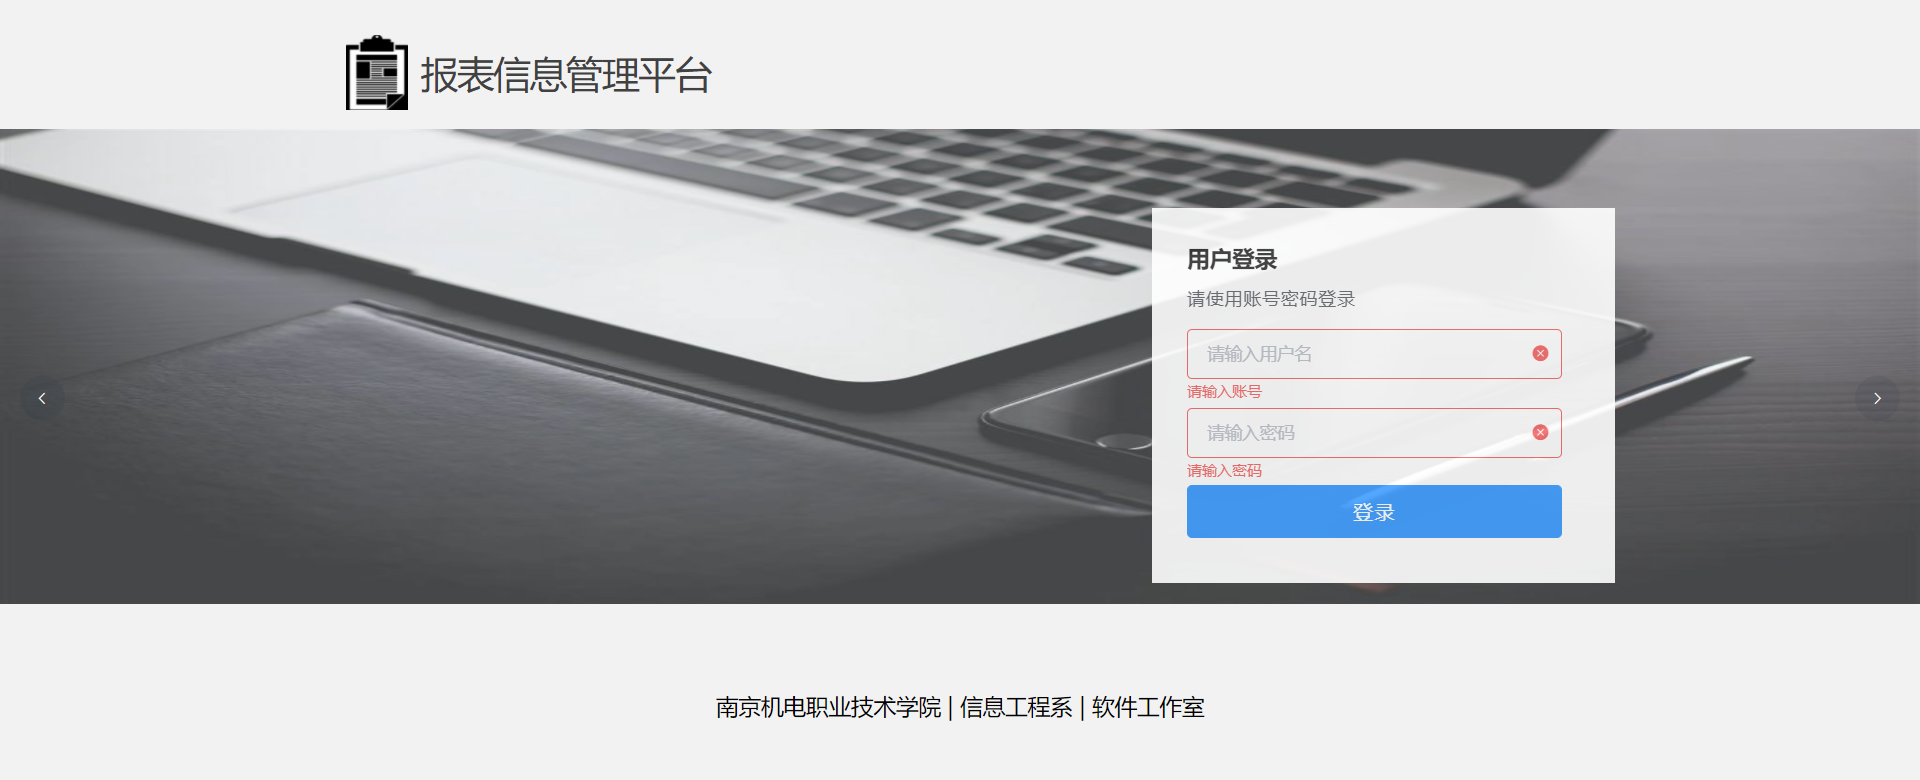 报表信息管理平台
用户登录
请使用账号密码登录
请输入用户名
请输入账号
请输入密码
请输入密码
登录
南京机电职业技术学院 | 信息工程系 | 软件工作室